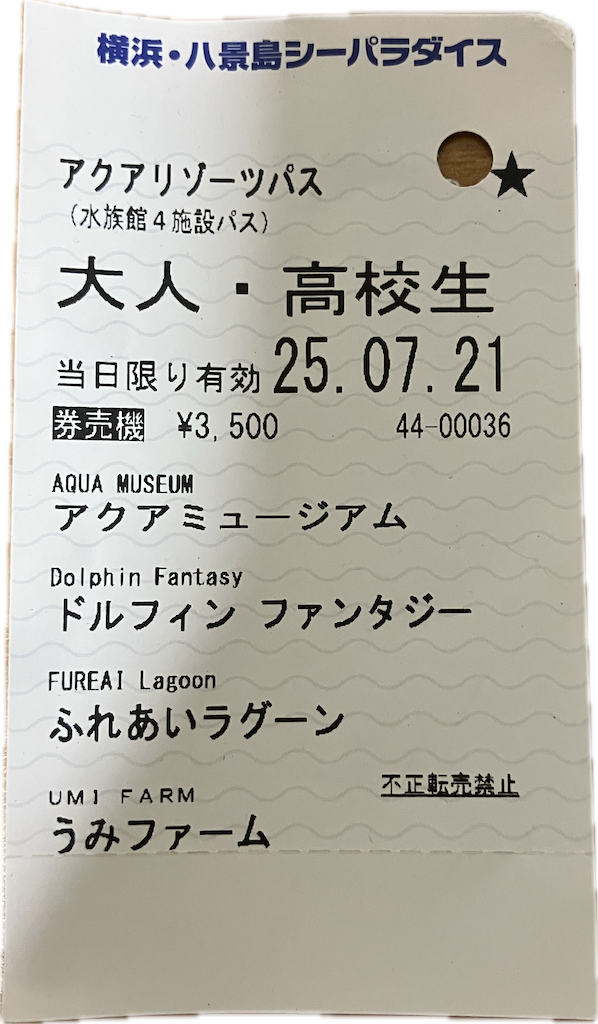 横浜・八景島シーパラダイス
アクアリゾーツパス
(水族館4施設パス)
大人・高校生
当日限り有効 25.07.21
券売機 ¥3,500 44-00036
AQUA MUSEUM
アクアミュージアム
Dolphin Fantasy
ドルフィン ファンタジー
FUREAI Lagoon
ふれあいラグーン
UMI FARM
不正転売禁止
うみファーム